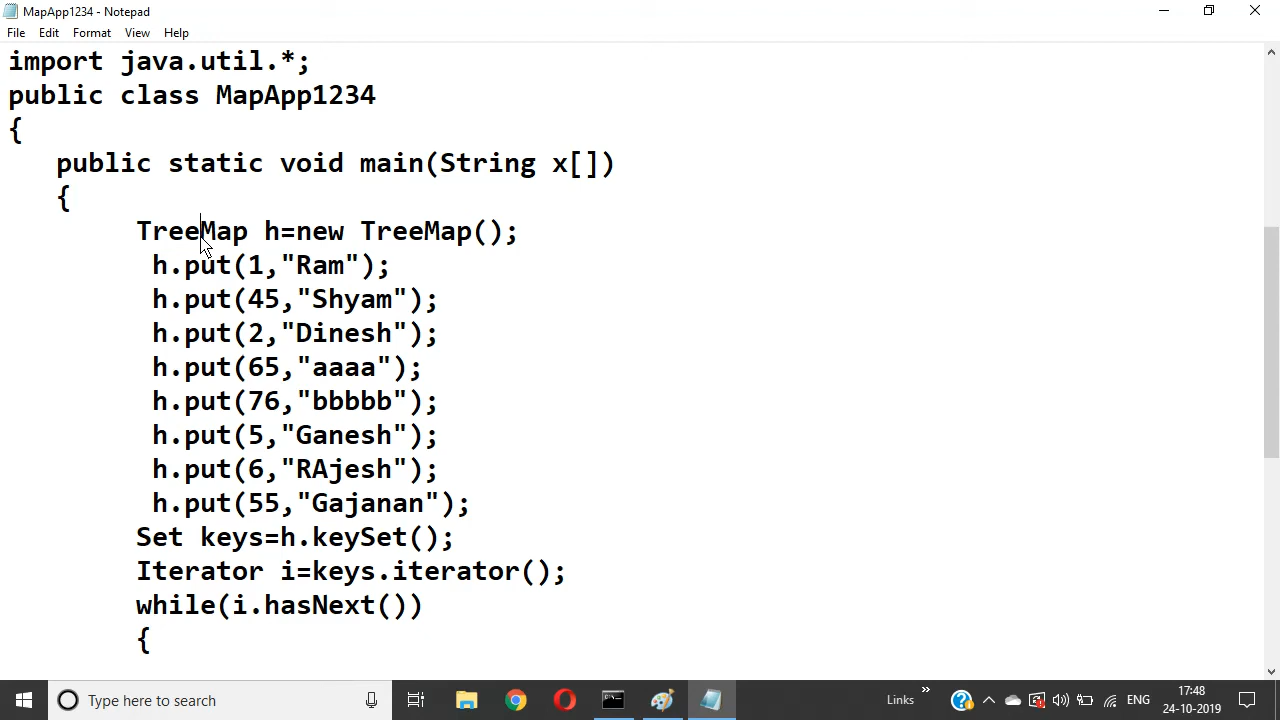 MapApp1234 - Notepad
File Edit Format View Help
import java.util.*;
public class MapApp1234
{
public static void main(String x[])
{
TreeMap h=new TreeMap();
h.put(1,"Ram");
h.put(45,"Shyam");
h.put(2,"Dinesh");
h.put(65,"aaaa");
h.put(76,"bbbbb");
h.put(5,"Ganesh");
h.put(6,"RAjesh");
h.put(55,"Gajanan");
Set keys=h.keySet();
Iterator i=keys.iterator();
while(i.hasNext())
{
Type here to search
Links
ENG
17:48
24-10-2019